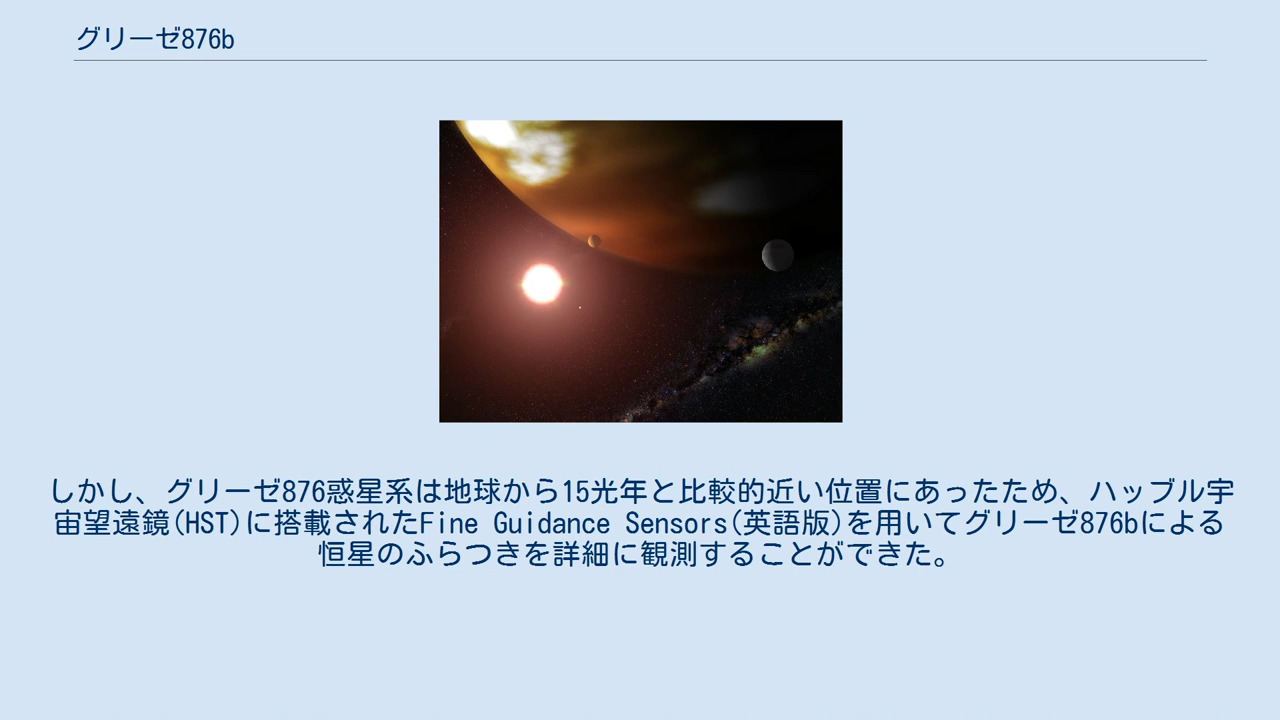 グリーゼ876b
しかし、グリーゼ876惑星系は地球から15光年と比較的近い位置にあったため、ハッブル宇
宙望遠鏡(HST)に搭載されたFine Guidance Sensors(英語版)を用いてグリーゼ876bによる
恒星のふらつきを詳細に観測することができた。